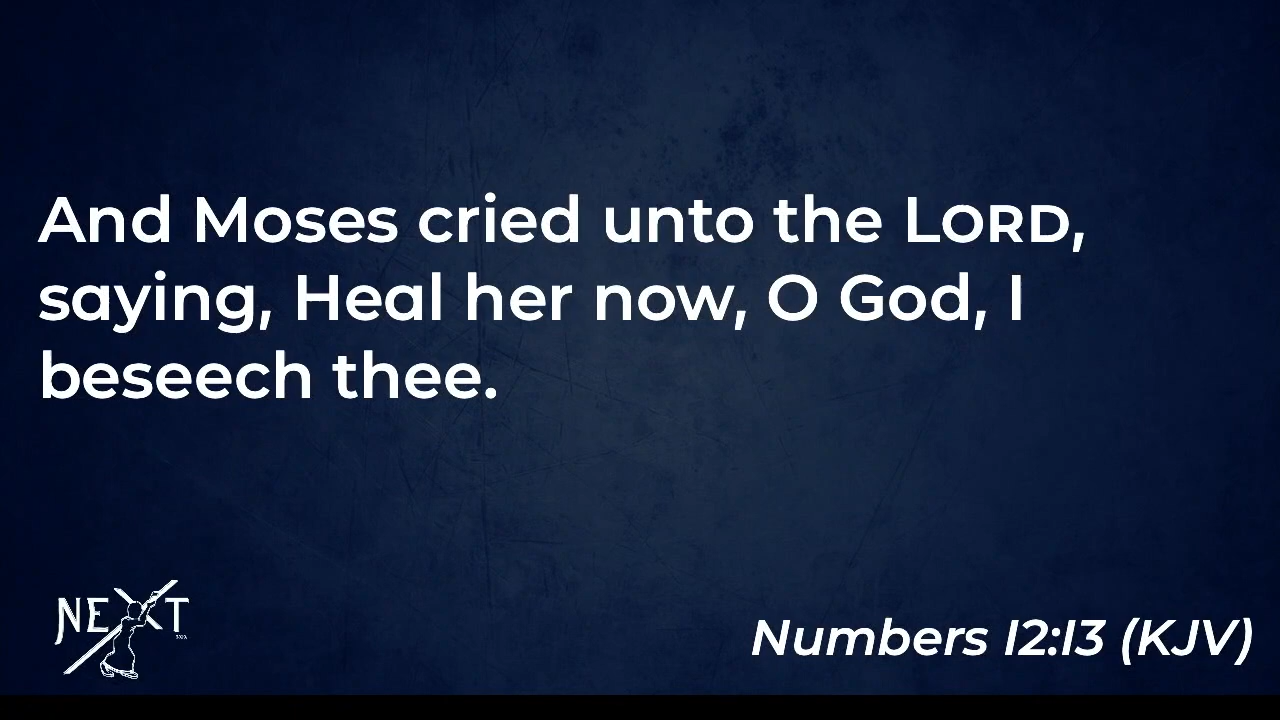 And Moses cried unto the LORD,
saying, Heal her now, O God, I
beseech thee.
NEXT
Numbers 12:13 (KJV)